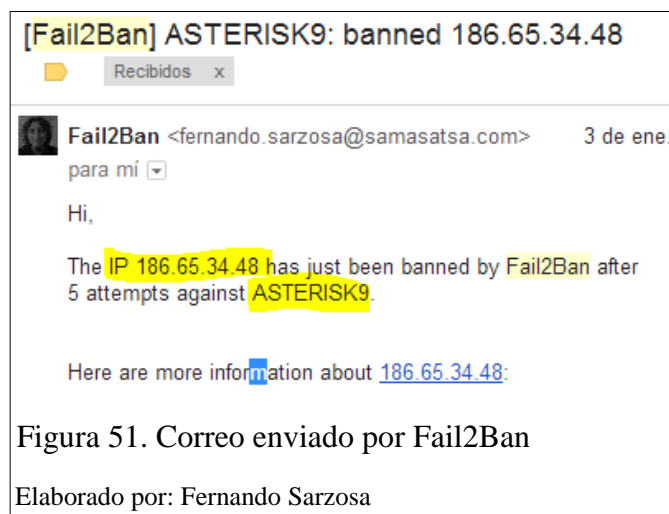 [Fail2Ban] ASTERISK9: banned 186.65.34.48
Recibidos x
Fail2Ban <fernando.sarzosa@samasatsa.com> 3 de ene.
para mí
Hi,
The IP 186.65.34.48 has just been banned by Fail2Ban after
5 attempts against ASTERISK9.
Here are more information about 186.65.34.48:
Figura 51. Correo enviado por Fail2Ban
Elaborado por: Fernando Sarzosa